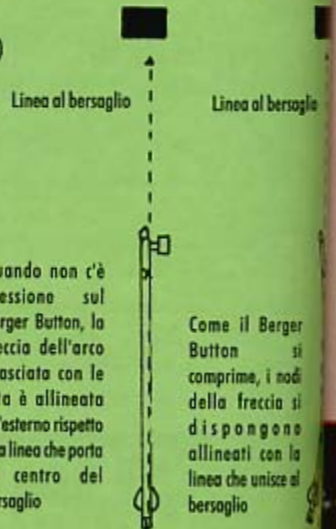 Linea al bersaglio
Linea al bersaglio
uando non c'è
essione sul
rger Button, la
eccia dell'arco
asciata con le
ta è allineata
l'esterno rispetto
a linea che porta
centro del
rsaglio
Come il Berger
Button si
comprime, i nodi
della freccia si
dispongono
allineati con la
linea che unisce al
bersaglio